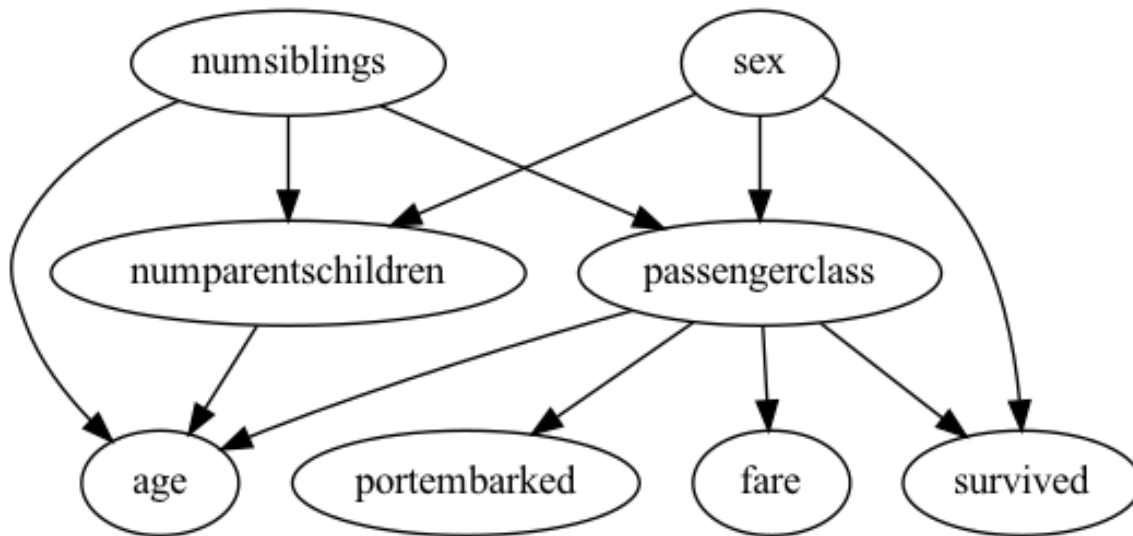 numsiblings
sex
numparentschildren
passengerclass
age
portembarked
fare
survived